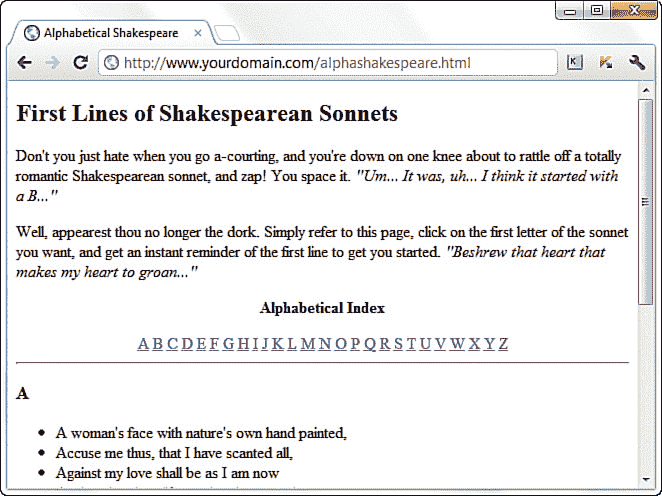 Alphabetical Shakespeare
http://www.yourdomain.com/alphashakespeare.html
First Lines of Shakespearean Sonnets
Don't you just hate when you go a-courting, and you're down on one knee about to rattle off a totally
romantic Shakespearean sonnet, and zap! You space it. "Um... It was, uh... I think it started with
a B..."
Well, appearest thou no longer the dork. Simply refer to this page, click on the first letter of the sonnet
you want, and get an instant reminder of the first line to get you started. "Beshrew that heart that
makes my heart to groan..."
Alphabetical Index
A B C D E F G H I J K L M N O P Q R S T U V W X Y Z
A
• A woman's face with nature's own hand painted,
• Accuse me thus, that I have scanted all,
• Against my love shall be as I am now